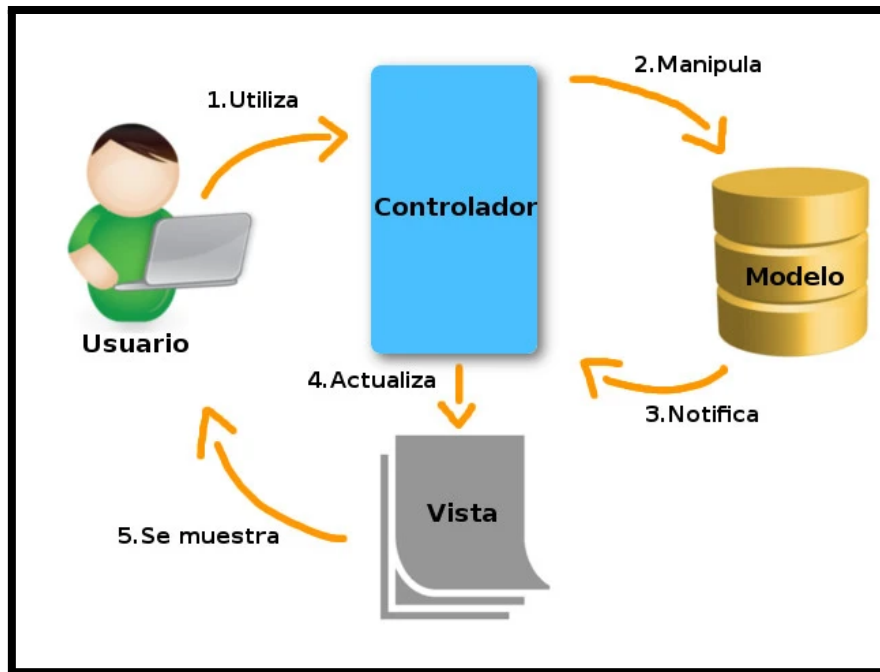 1.Utiliza
2.Manipula
Controlador
Modelo
Usuario
4.Actualiza
3.Notifica
Vista
5.Se muestra